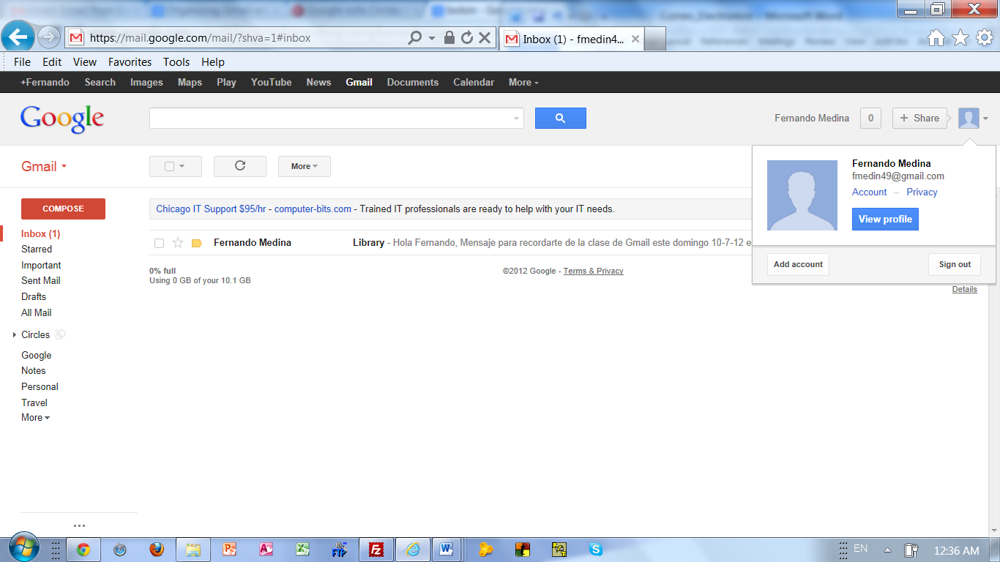 https://mail.google.com/mail/?shva=1#inbox
Inbox (1) - fmedin4...
File Edit View Favorites Tools Help
+Fernando Search Images Maps Play YouTube News Gmail Documents Calendar More
Google
Fernando Medina 0 + Share
Gmail
More
Fernando Medina
fmedin49@gmail.com
Account – Privacy
View profile
Add account Sign out
COMPOSE
Chicago IT Support $95/hr - computer-bits.com - Trained IT professionals are ready to help with your IT needs.
Inbox (1)
Fernando Medina Library - Hola Fernando, Mensaje para recordarte de la clase de Gmail este domingo 10-7-12 e
Starred
Important
Sent Mail
Drafts
All Mail
0% full
Using 0 GB of your 10.1 GB
©2012 Google - Terms & Privacy
Details
Circles
Google
Notes
Personal
Travel
More
...
FTP
EN
12:36 AM